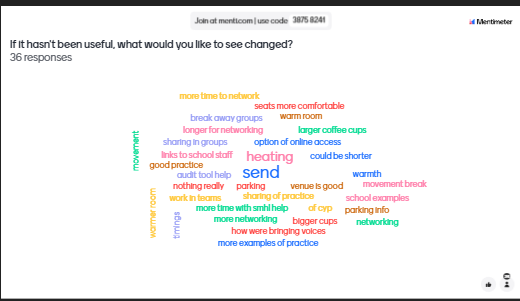 Join at menti.com | use code 3875 8241
Mentimeter
If it hasn't been useful, what would you like to see changed?
36 responses
more time to network
seats more comfortable
break away groups
warm room
longer for networking
larger coffee cups
movement
sharing in groups
option of online access
links to school staff
heating
could be shorter
good practice
audit tool help
send
warmth
nothing really
parking
venue is good
movement break
warmer room
work in teams
sharing of practice
school examples
more time with smhl help
of cyp
parking info
timings
more networking
bigger cups
networking
how were bringing voices
more examples of practice